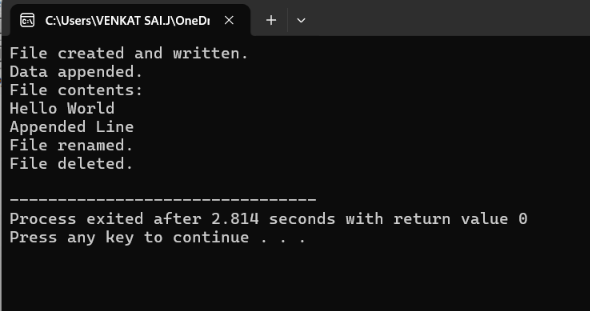 C:\Users\VENKAT SAI.J\OneDr
File created and written.
Data appended.
File contents:
Hello World
Appended Line
File renamed.
File deleted.
--------------------------------
Process exited after 2.814 seconds with return value 0
Press any key to continue . . .